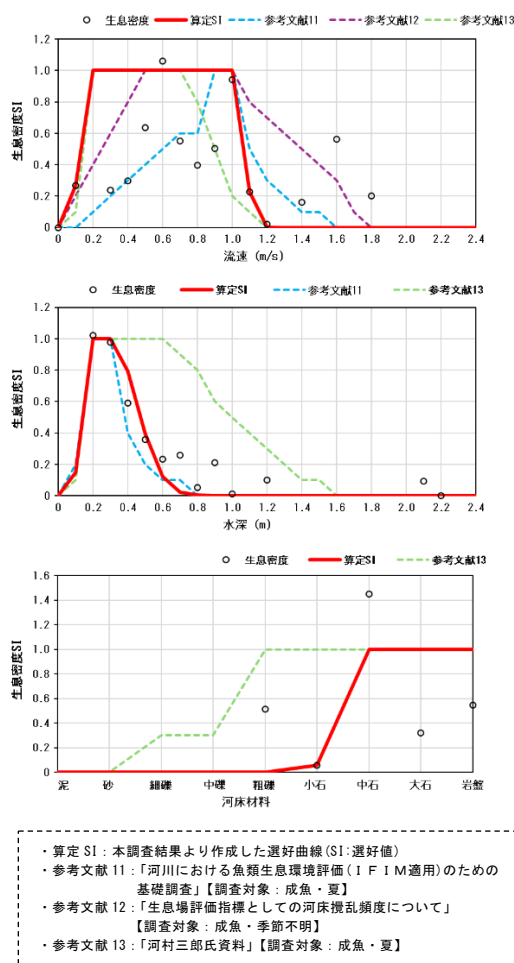 生息密度 算定SI 参考文献11 参考文献12 参考文献13
1.2
1.0
0.8
0.6
0.4
0.2
0
生息密度SI
0.0 0.2 0.4 0.6 0.8 1.0 1.2 1.4 1.6 1.8 2.0 2.2 2.4
流速 (m/s)
生息密度 算定SI 参考文献11 参考文献13
1.2
1.0
0.8
0.6
0.4
0.2
0
生息密度SI
0 0.2 0.4 0.6 0.8 1.0 1.2 1.4 1.6 1.8 2.0 2.2 2.4
水深 (m)
生息密度 算定SI 参考文献13
1.6
1.4
1.2
1.0
0.8
0.6
0.4
0.2
0
生息密度SI
泥 砂 細礫 中礫 粗礫 小石 中石 大石 岩盤
河床材料
・算定 SI：本調査結果より作成した選好曲線(SI:選好値)
・参考文献 11：「河川における魚類生息環境評価(ＩＦＩＭ適用)のための
基礎調査」【調査対象：成魚・夏】
・参考文献 12：「生息場評価指標としての河床攪乱頻度について」
【調査対象：成魚・季節不明】
・参考文献 13：「河村三郎氏資料」【調査対象：成魚・夏】